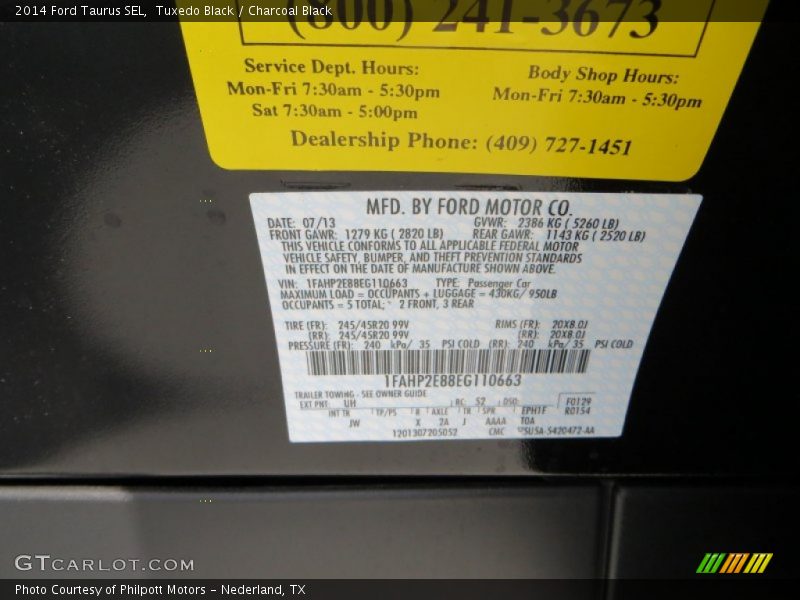 2014 Ford Taurus SEL,  Tuxedo Black / Charcoal Black
(800) 241-3673
Service Dept. Hours:
Mon-Fri 7:30am - 5:30pm
Sat 7:30am - 5:00pm
Body Shop Hours:
Mon-Fri 7:30am - 5:30pm
Dealership Phone: (409) 727-1451
MFD. BY FORD MOTOR CO.
DATE: 07/13 GVWR: 2386 KG ( 5260 LB)
FRONT GAWR: 1279 KG ( 2820 LB) REAR GAWR: 1143 KG ( 2520 LB)
THIS VEHICLE CONFORMS TO ALL APPLICABLE FEDERAL MOTOR
VEHICLE SAFETY, BUMPER, AND THEFT PREVENTION STANDARDS
IN EFFECT ON THE DATE OF MANUFACTURE SHOWN ABOVE.
VIN: 1FAHP2E88EG110663 TYPE: Passenger Car
MAXIMUM LOAD = OCCUPANTS + LUGGAGE = 430KG/ 950LB
OCCUPANTS = 5 TOTAL; 2 FRONT, 3 REAR
TIRE (FR): 245/45R20 99V RIMS (FR): 20X8.0J
(RR): 245/45R20 99V (RR): 20X8.0J
PRESSURE (FR): 240 kPa/ 35 PSI COLD (RR): 240 kPa/ 35 PSI COLD
1FAHP2E88EG110663
TRAILER TOWING - SEE OWNER GUIDE
EXT PNT: UH RC: 52 DSO: F0129
INT TR TP/PS R AXLE TR SPR EPH1F R0154
JW X 2A J AAAA TOA
1201307205052 CMC 5U5A-5420472-AA
GTCARLOT.COM
Photo Courtesy of Philpott Motors - Nederland, TX